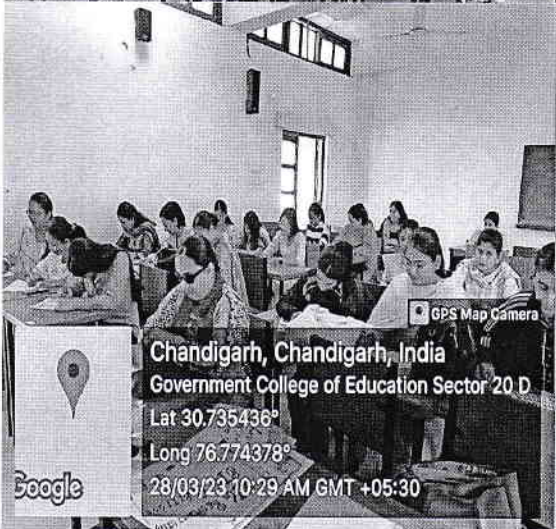 GPS Map Camera
Chandigarh, Chandigarh, India
Government College of Education Sector 20 D
Lat 30.735436°
Long 76.774378°
28/03/23 10:29 AM GMT +05:30
Google